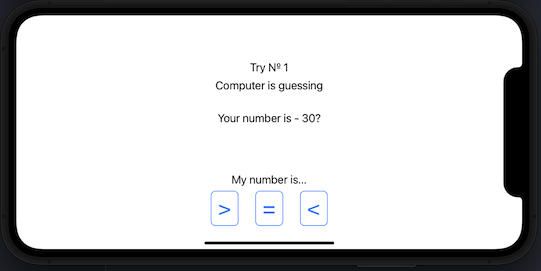 Try № 1
Computer is guessing
Your number is - 30?
My number is...
> = <